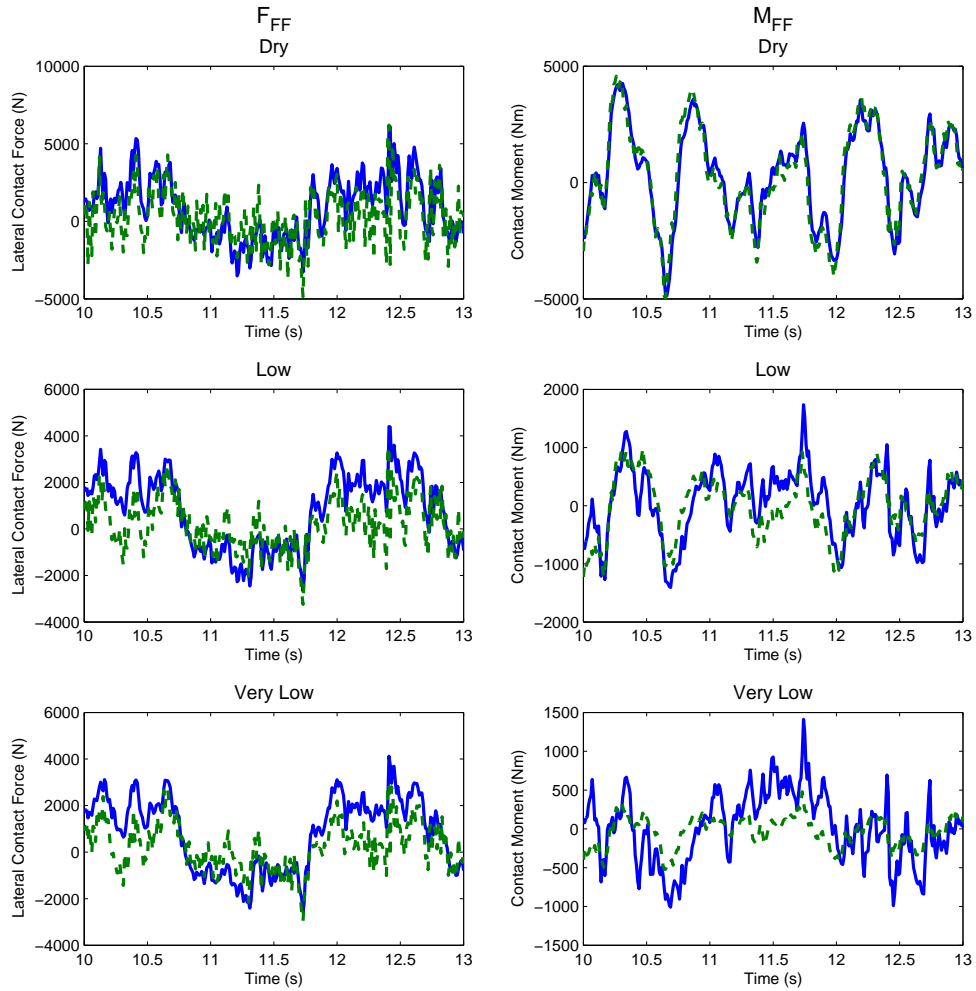 F_FF
Dry
10000
5000
0
−5000
Lateral Contact Force (N)
10 10.5 11 11.5 12 12.5 13
Time (s)
M_FF
Dry
5000
0
−5000
Contact Moment (Nm)
10 10.5 11 11.5 12 12.5 13
Time (s)
Low
6000
4000
2000
0
−2000
−4000
Lateral Contact Force (N)
10 10.5 11 11.5 12 12.5 13
Time (s)
Low
2000
1000
0
−1000
−2000
Contact Moment (Nm)
10 10.5 11 11.5 12 12.5 13
Time (s)
Very Low
6000
4000
2000
0
−2000
−4000
Lateral Contact Force (N)
10 10.5 11 11.5 12 12.5 13
Time (s)
Very Low
1500
1000
500
0
−500
−1000
−1500
Contact Moment (Nm)
10 10.5 11 11.5 12 12.5 13
Time (s)